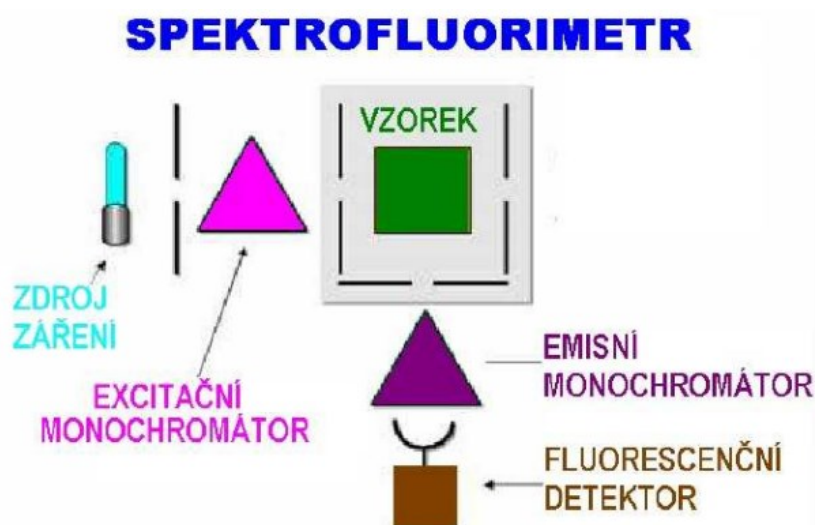 SPEKTROFLUORIMETR
VZOREK
ZDROJ
ZÁŘENÍ
EXCITAČNÍ
MONOCHROMÁTOR
EMISNÍ
MONOCHROMÁTOR
FLUORESCENČNÍ
DETEKTOR